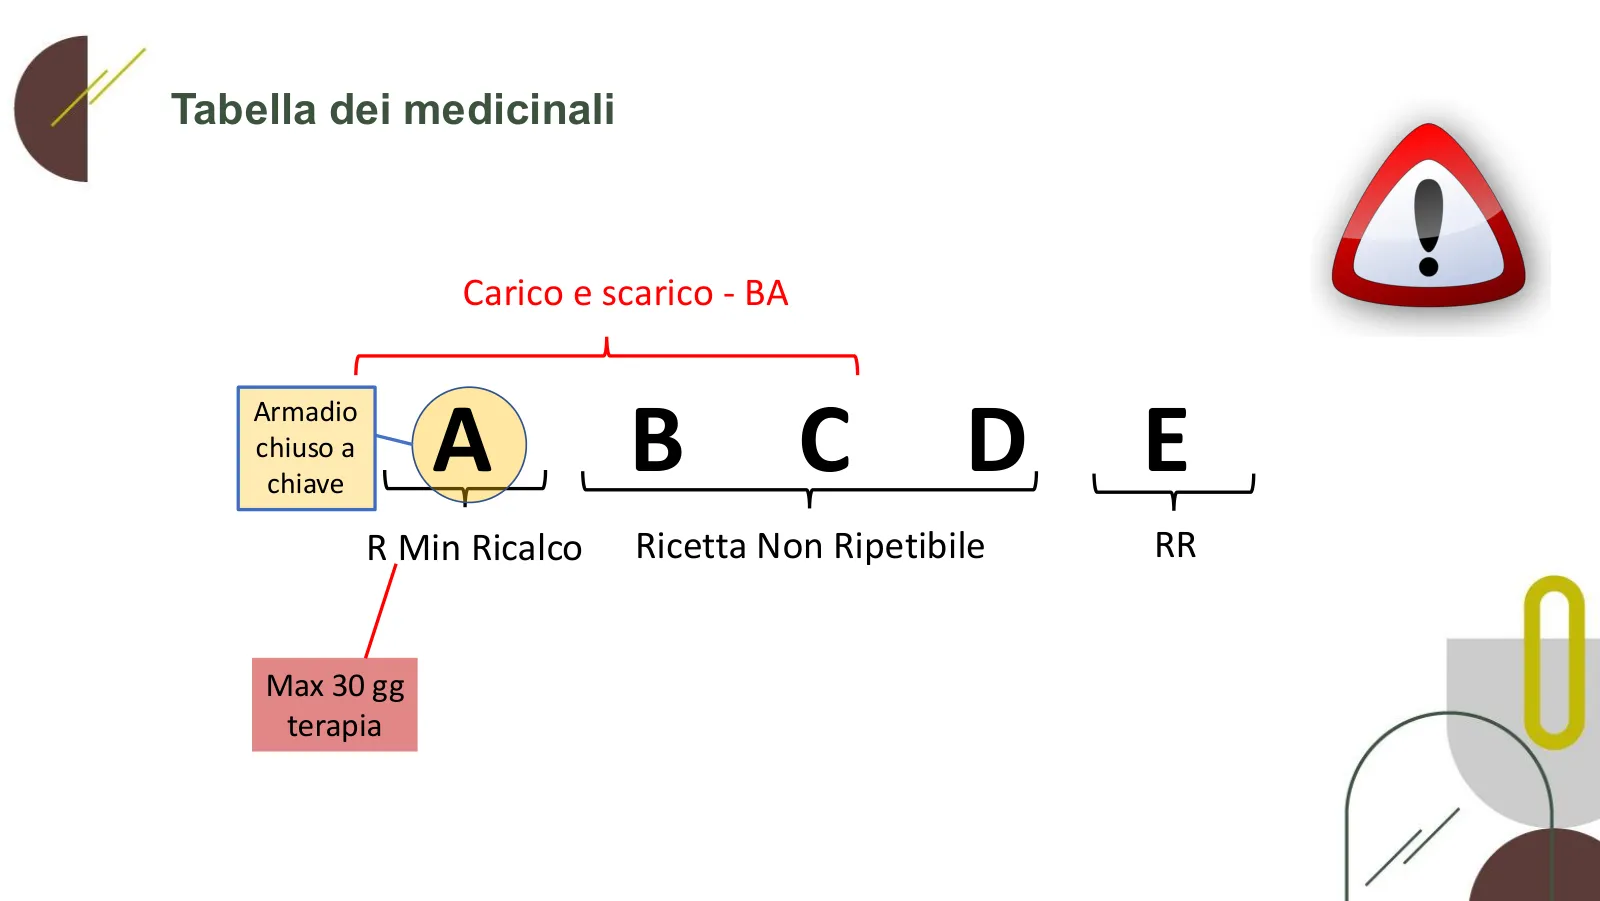 Tabella dei medicinali
Carico e scarico - BA
Armadio
chiuso a
chiave
A B C D E
R Min Ricalco
Ricetta Non Ripetibile
RR
Max 30 gg
terapia